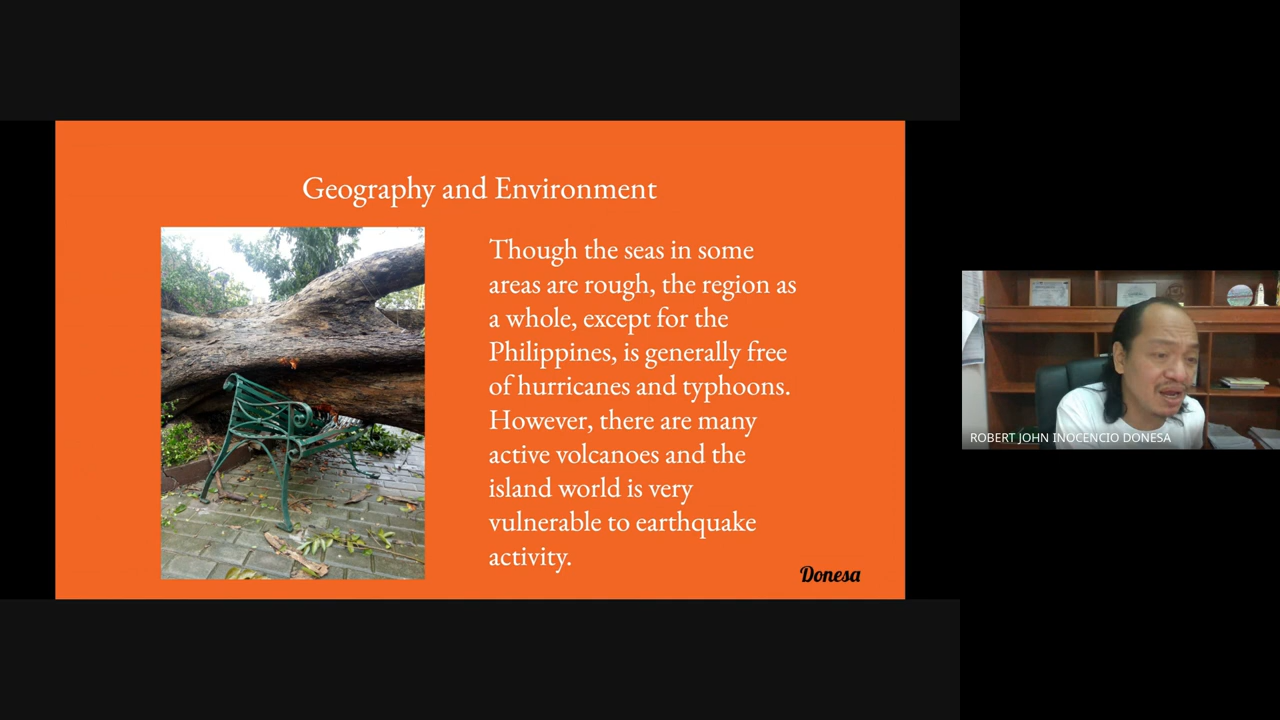 Geography and Environment
Though the seas in some
areas are rough, the region as
a whole, except for the
Philippines, is generally free
of hurricanes and typhoons.
However, there are many
active volcanoes and the
island world is very
vulnerable to earthquake
activity.
Donesa
ROBERT JOHN INOCENCIO DONESA